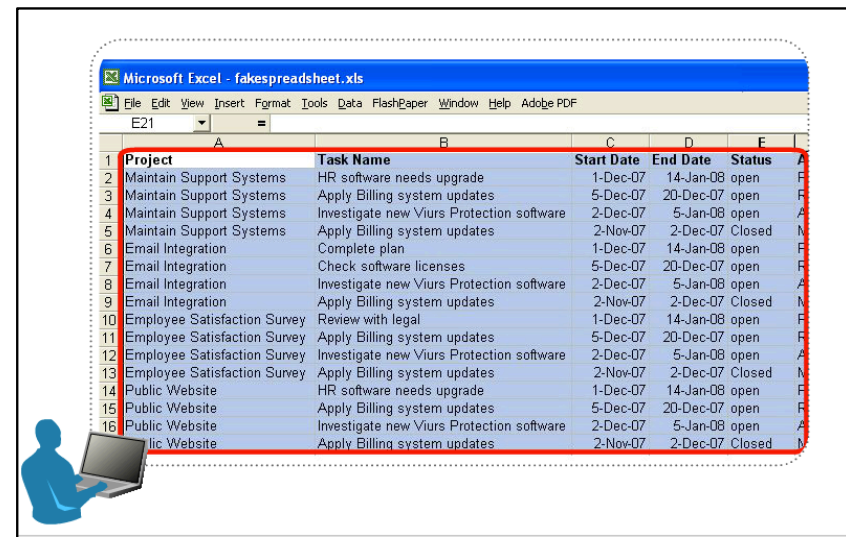 Microsoft Excel - fakespreadsheet.xls
File Edit View Insert Format Tools Data FlashPaper Window Help Adobe PDF
E21 =
A B C D E
1 Project Task Name Start Date End Date Status A
2 Maintain Support Systems HR software needs upgrade 1-Dec-07 14-Jan-08 open F
3 Maintain Support Systems Apply Billing system updates 5-Dec-07 20-Dec-07 open R
4 Maintain Support Systems Investigate new Viurs Protection software 2-Dec-07 5-Jan-08 open A
5 Maintain Support Systems Apply Billing system updates 2-Nov-07 2-Dec-07 Closed M
6 Email Integration Complete plan 1-Dec-07 14-Jan-08 open F
7 Email Integration Check software licenses 5-Dec-07 20-Dec-07 open R
8 Email Integration Investigate new Viurs Protection software 2-Dec-07 5-Jan-08 open A
9 Email Integration Apply Billing system updates 2-Nov-07 2-Dec-07 Closed M
10 Employee Satisfaction Survey Review with legal 1-Dec-07 14-Jan-08 open F
11 Employee Satisfaction Survey Apply Billing system updates 5-Dec-07 20-Dec-07 open R
12 Employee Satisfaction Survey Investigate new Viurs Protection software 2-Dec-07 5-Jan-08 open A
13 Employee Satisfaction Survey Apply Billing system updates 2-Nov-07 2-Dec-07 Closed M
14 Public Website HR software needs upgrade 1-Dec-07 14-Jan-08 open F
15 Public Website Apply Billing system updates 5-Dec-07 20-Dec-07 open R
16 Public Website Investigate new Viurs Protection software 2-Dec-07 5-Jan-08 open A
lic Website Apply Billing system updates 2-Nov-07 2-Dec-07 Closed M